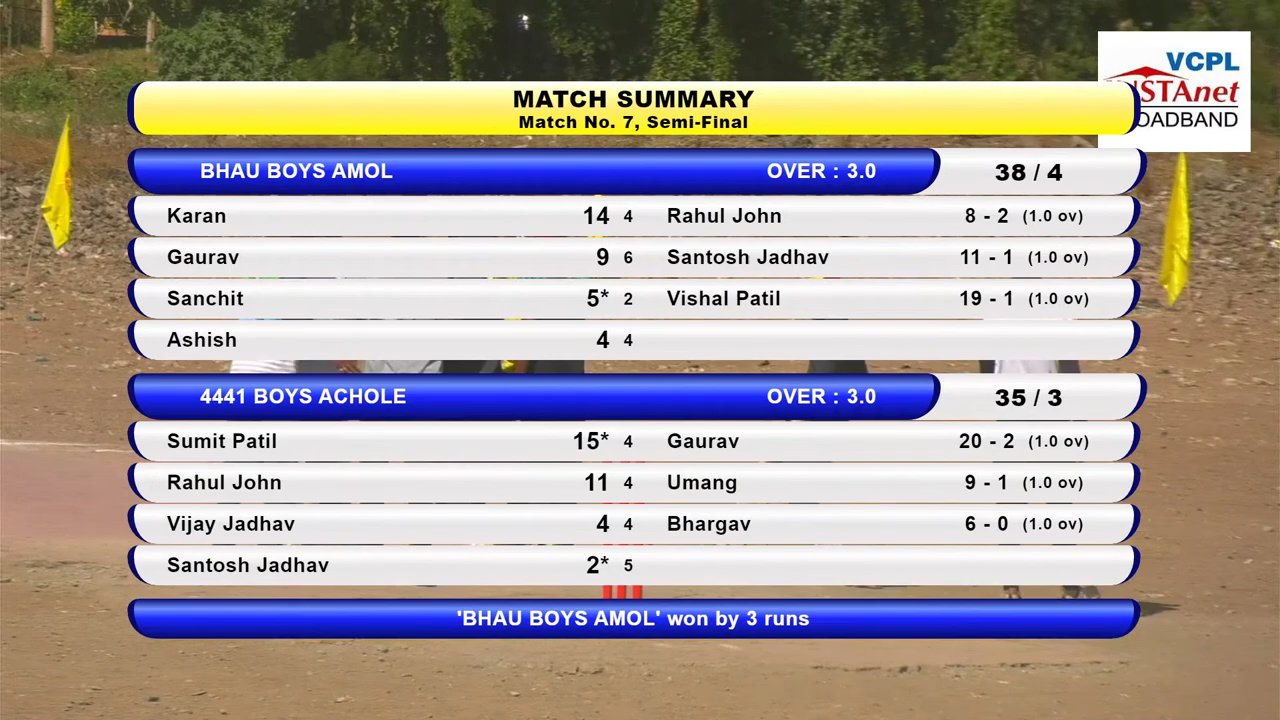 VCPL
STAnet
OADBAND
MATCH SUMMARY
Match No. 7, Semi-Final
BHAU BOYS AMOL OVER : 3.0 38 / 4
Karan 14 4 Rahul John 8 - 2 (1.0 ov)
Gaurav 9 6 Santosh Jadhav 11 - 1 (1.0 ov)
Sanchit 5* 2 Vishal Patil 19 - 1 (1.0 ov)
Ashish 4 4
4441 BOYS ACHOLE OVER : 3.0 35 / 3
Sumit Patil 15* 4 Gaurav 20 - 2 (1.0 ov)
Rahul John 11 4 Umang 9 - 1 (1.0 ov)
Vijay Jadhav 4 4 Bhargav 6 - 0 (1.0 ov)
Santosh Jadhav 2* 5
'BHAU BOYS AMOL' won by 3 runs